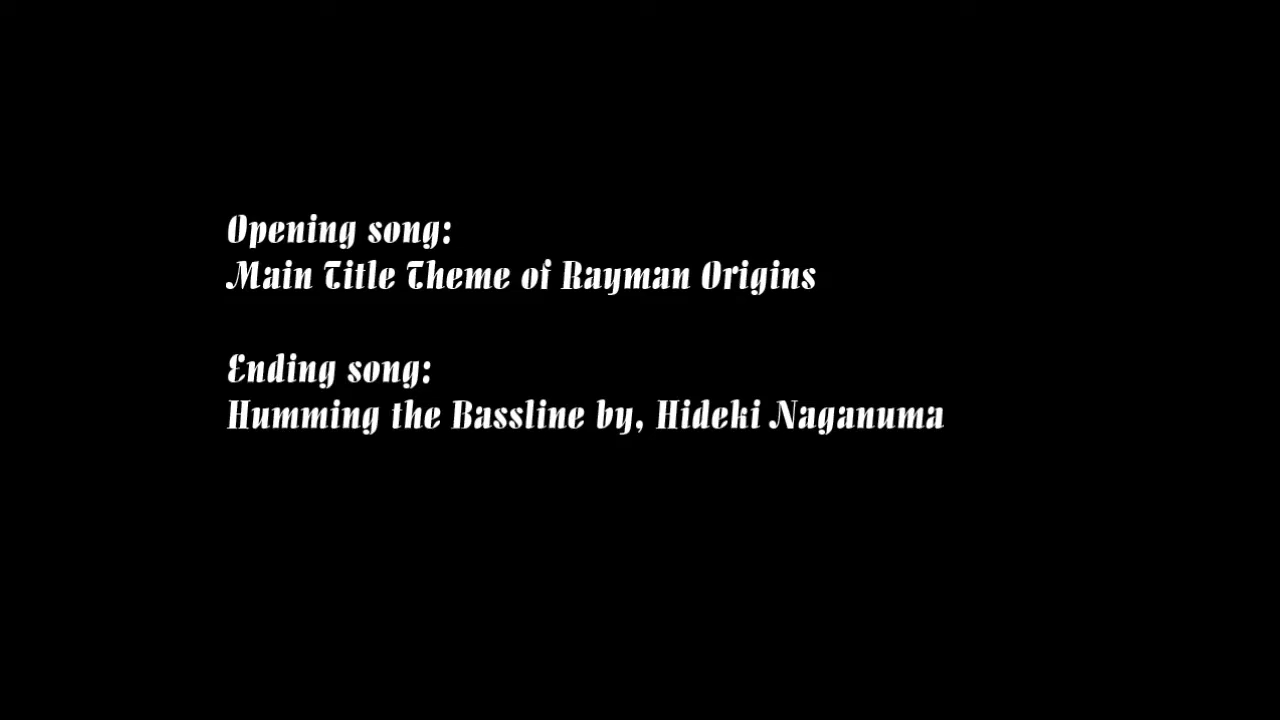 Opening song:
Main Title Theme of Rayman Origins
Ending song:
Humming the Bassline by, Hideki Naganuma